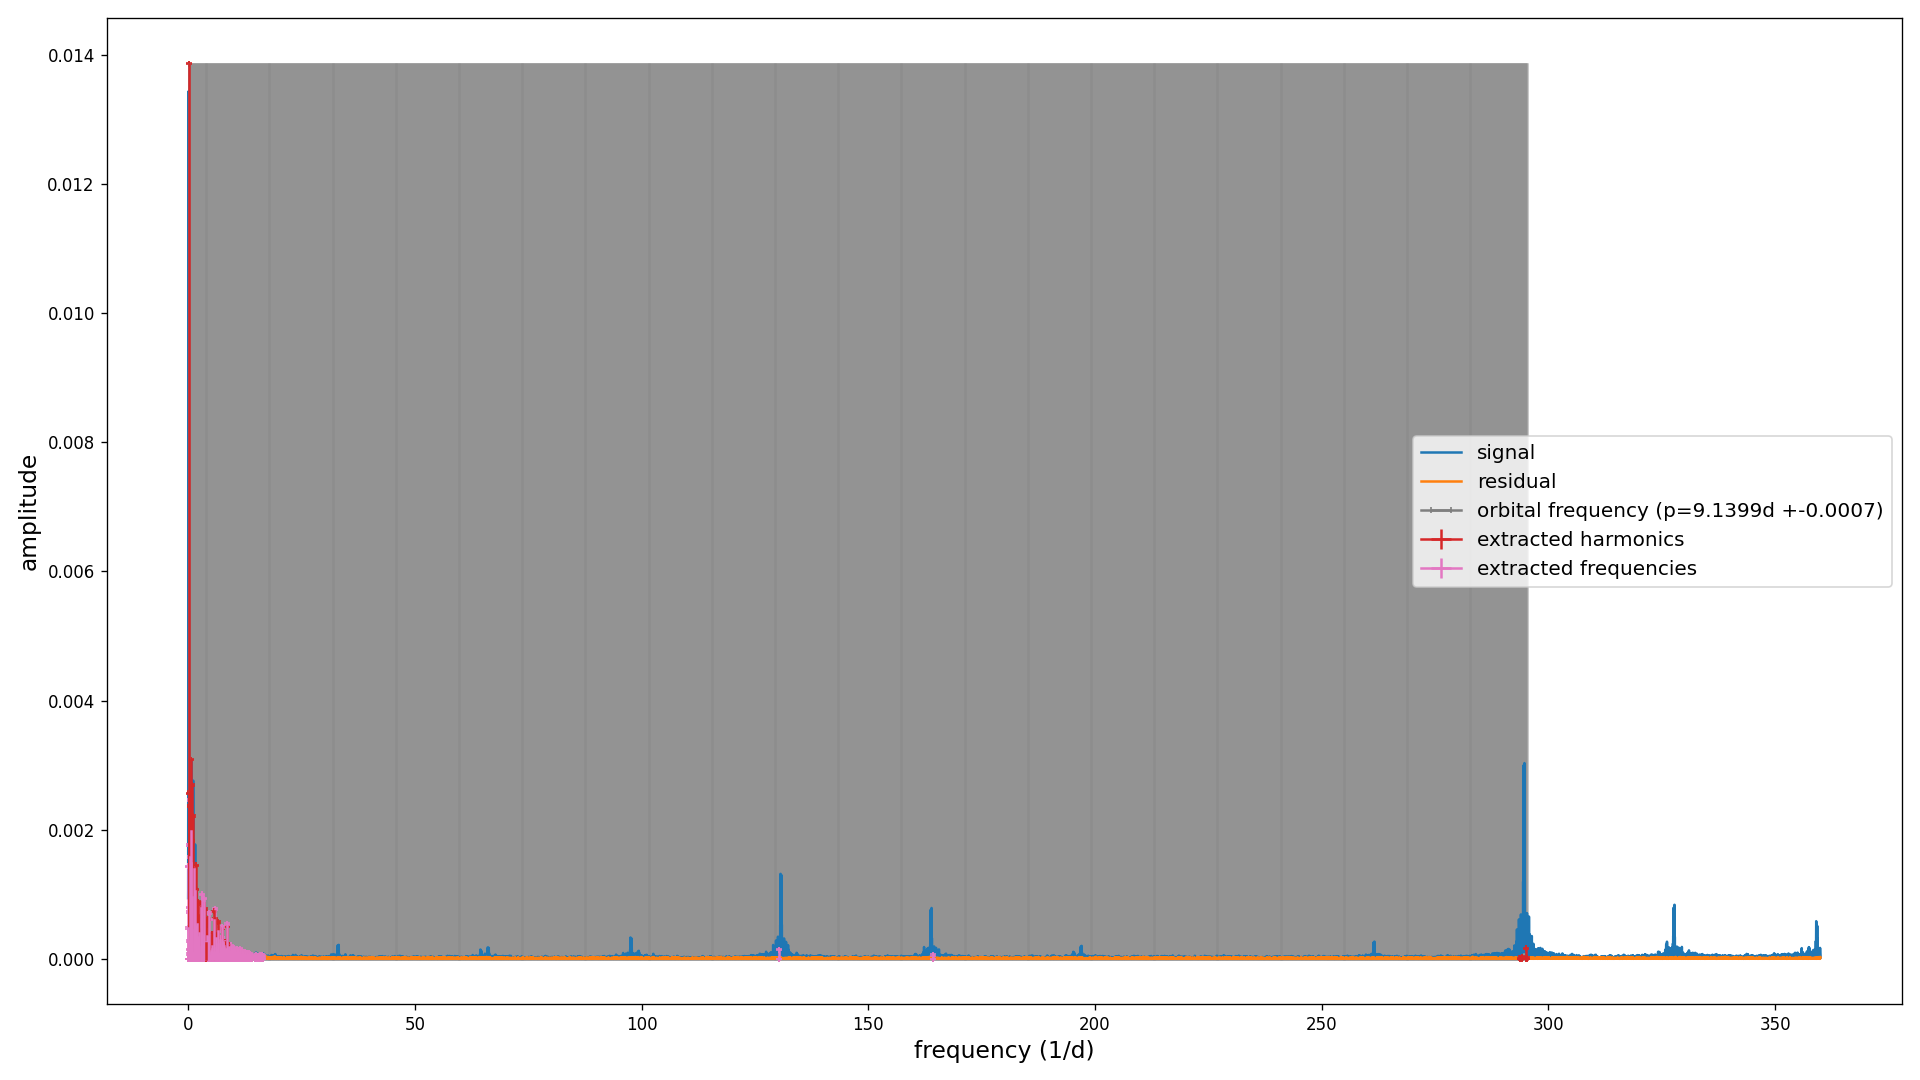 0.014
0.012
0.010
0.008
0.006
0.004
0.002
0.000
amplitude
signal
residual
orbital frequency (p=9.1399d +-0.0007)
extracted harmonics
extracted frequencies
0 50 100 150 200 250 300 350
frequency (1/d)